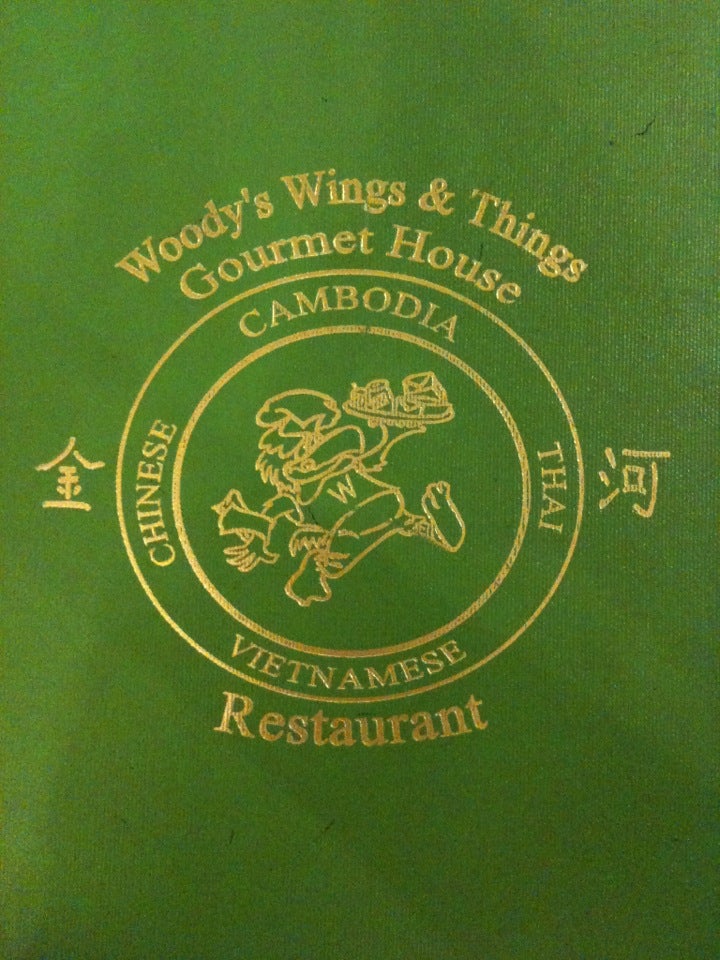 Woody's Wings & Things
Gourmet House
CAMBODIA
CHINESE
THAI
金
河
W
VIETNAMESE
Restaurant